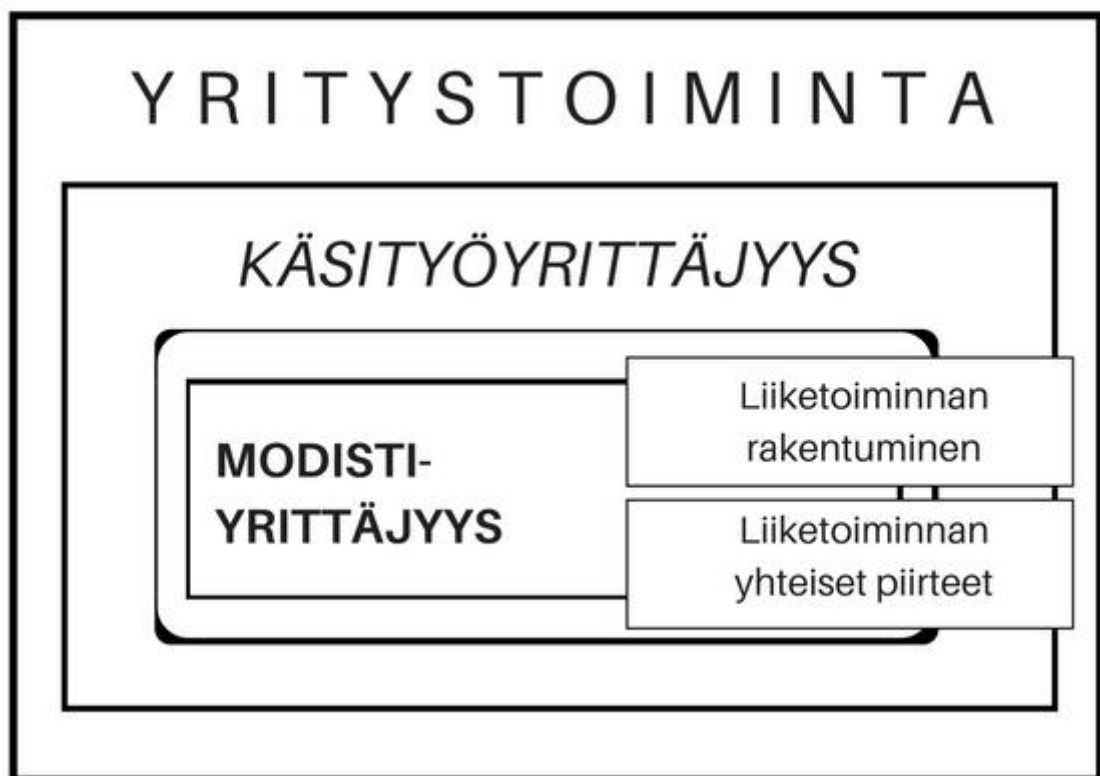 YRITYSTOIMINTA
KÄSITYÖYRITTÄJYYS
MODISTI-
YRITTÄJYYS
Liiketoiminnan
rakentuminen
Liiketoiminnan
yhteiset piirteet